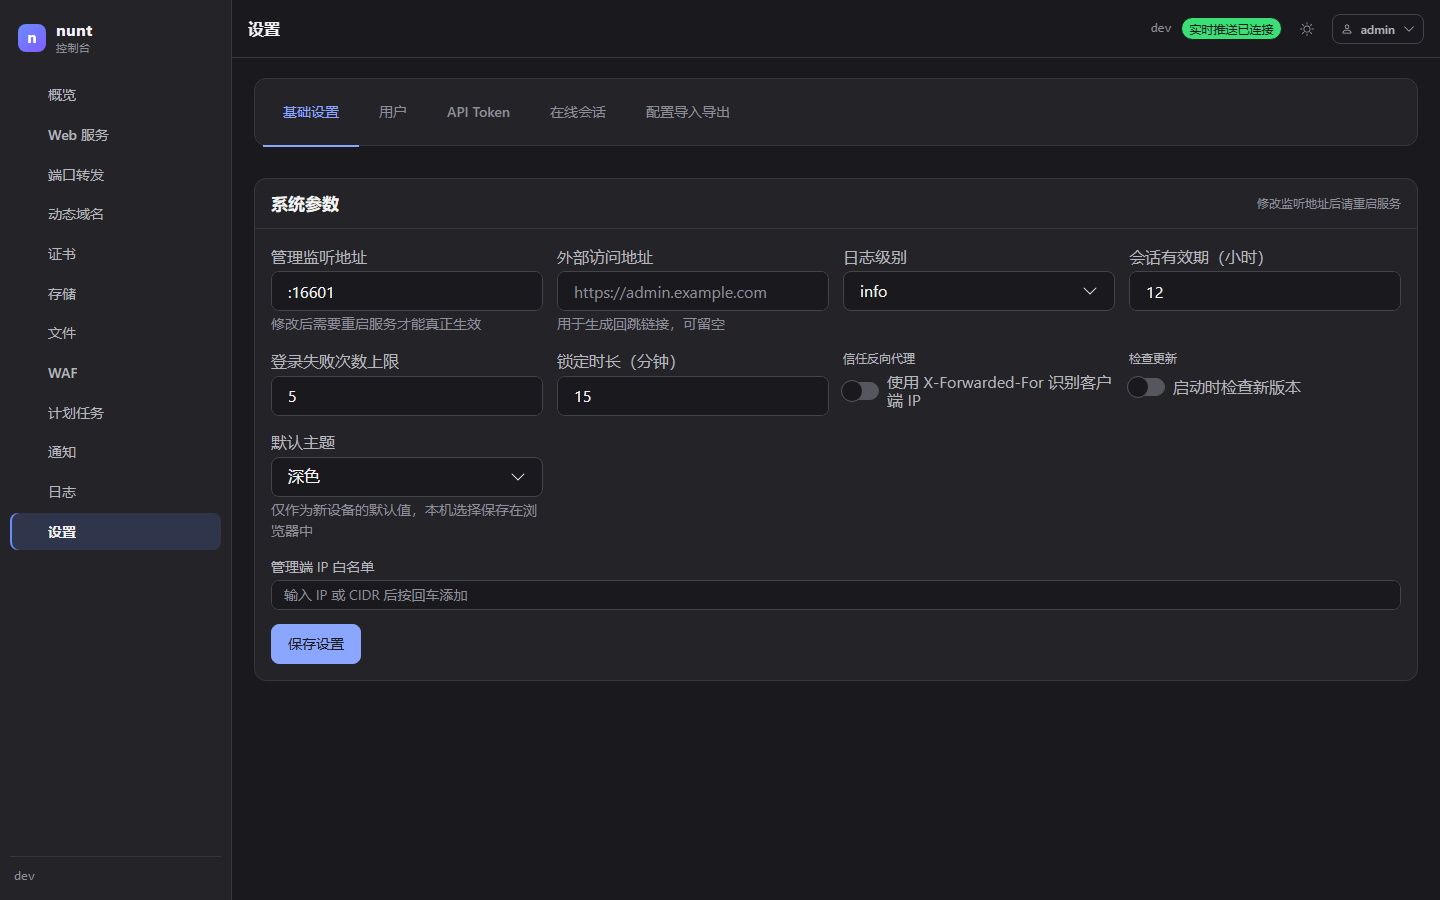 n
nunt
控制台
概览
Web 服务
端口转发
动态域名
证书
存储
文件
WAF
计划任务
通知
日志
设置
dev
设置
dev
实时推送已连接
admin
基础设置
用户
API Token
在线会话
配置导入导出
系统参数
修改监听地址后请重启服务
管理监听地址
:16601
修改后需要重启服务才能真正生效
外部访问地址
https://admin.example.com
用于生成回跳链接，可留空
日志级别
info
会话有效期（小时）
12
登录失败次数上限
5
锁定时长（分钟）
15
信任反向代理
使用 X-Forwarded-For 识别客户
端 IP
检查更新
启动时检查新版本
默认主题
深色
仅作为新设备的默认值，本机选择保存在浏
览器中
管理端 IP 白名单
输入 IP 或 CIDR 后按回车添加
保存设置